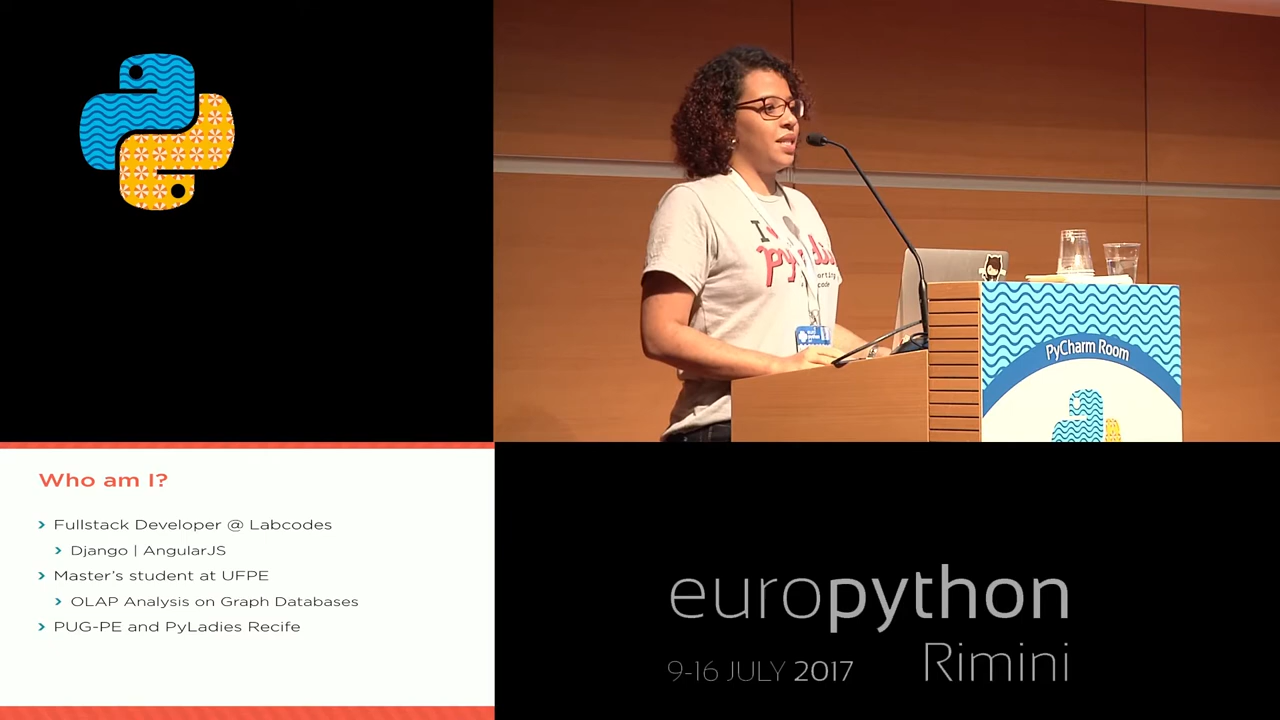 I
PyCharm Room
Who am I?
Fullstack Developer @ Labcodes
Django | AngularJS
Master's student at UFPE
OLAP Analysis on Graph Databases
PUG-PE and PyLadies Recife
europython
Rimini
9-16 JULY 2017